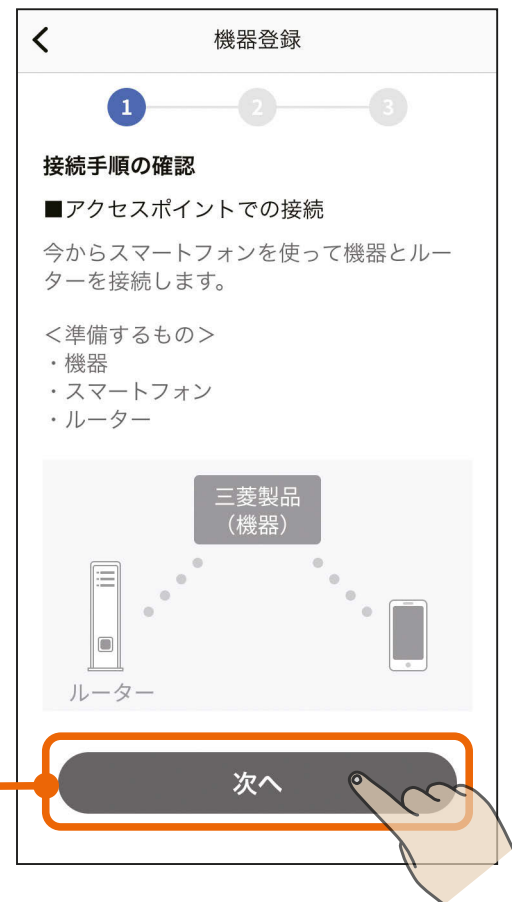 機器登録
1 2 3
接続手順の確認
■アクセスポイントでの接続
今からスマートフォンを使って機器とルー
ターを接続します。
＜準備するもの＞
・機器
・スマートフォン
・ルーター
三菱製品
（機器）
ルーター
次へ